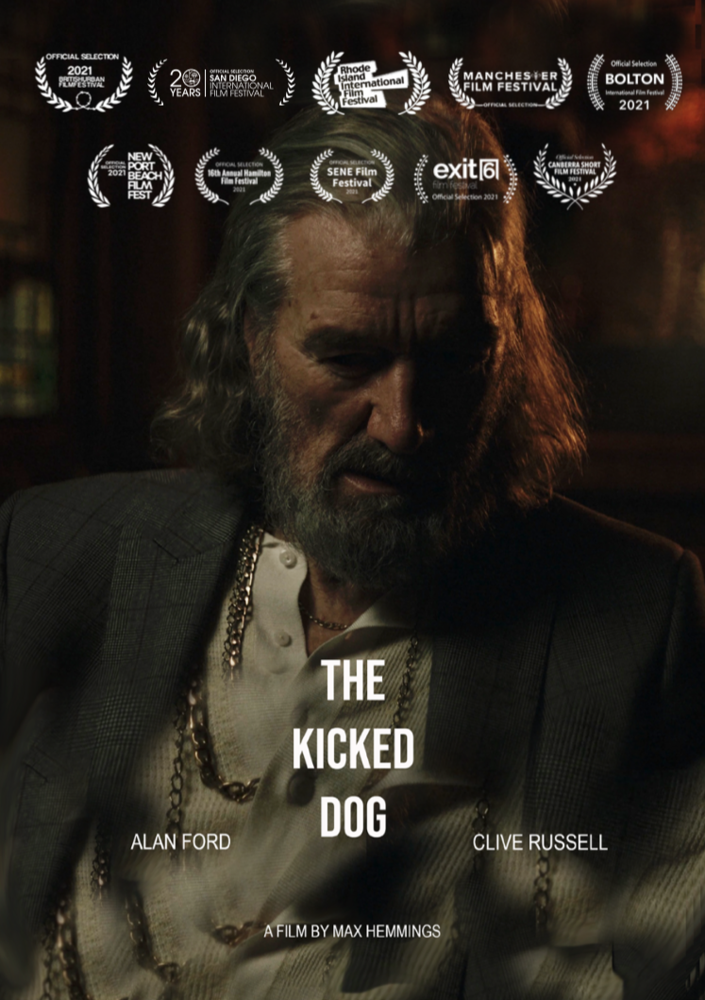 OFFICIAL SELECTION
2021
BRITISHURBAN
FILMFESTIVAL
20
YEARS
OFFICIAL SELECTION
SAN DIEGO
INTERNATIONAL
FILM FESTIVAL
Rhode
Island
International
Film
Festival
MANCHESTER
FILM FESTIVAL
OFFICIAL SELECTION
Official Selection
BOLTON
International Film Festival
2021
OFFICIAL
SELECTION
2021
NEW
PORT
BEACH
FILM
FEST
OFFICIAL SELECTION
16th Annual Hamilton
Film Festival
2021
OFFICIAL SELECTION
SENE Film
Festival
2021
exit 6
film festival
Official Selection 2021
Official Selection
CANBERRA SHORT
FILM FESTIVAL
2021
THE
KICKED
DOG
ALAN FORD
CLIVE RUSSELL
A FILM BY MAX HEMMINGS